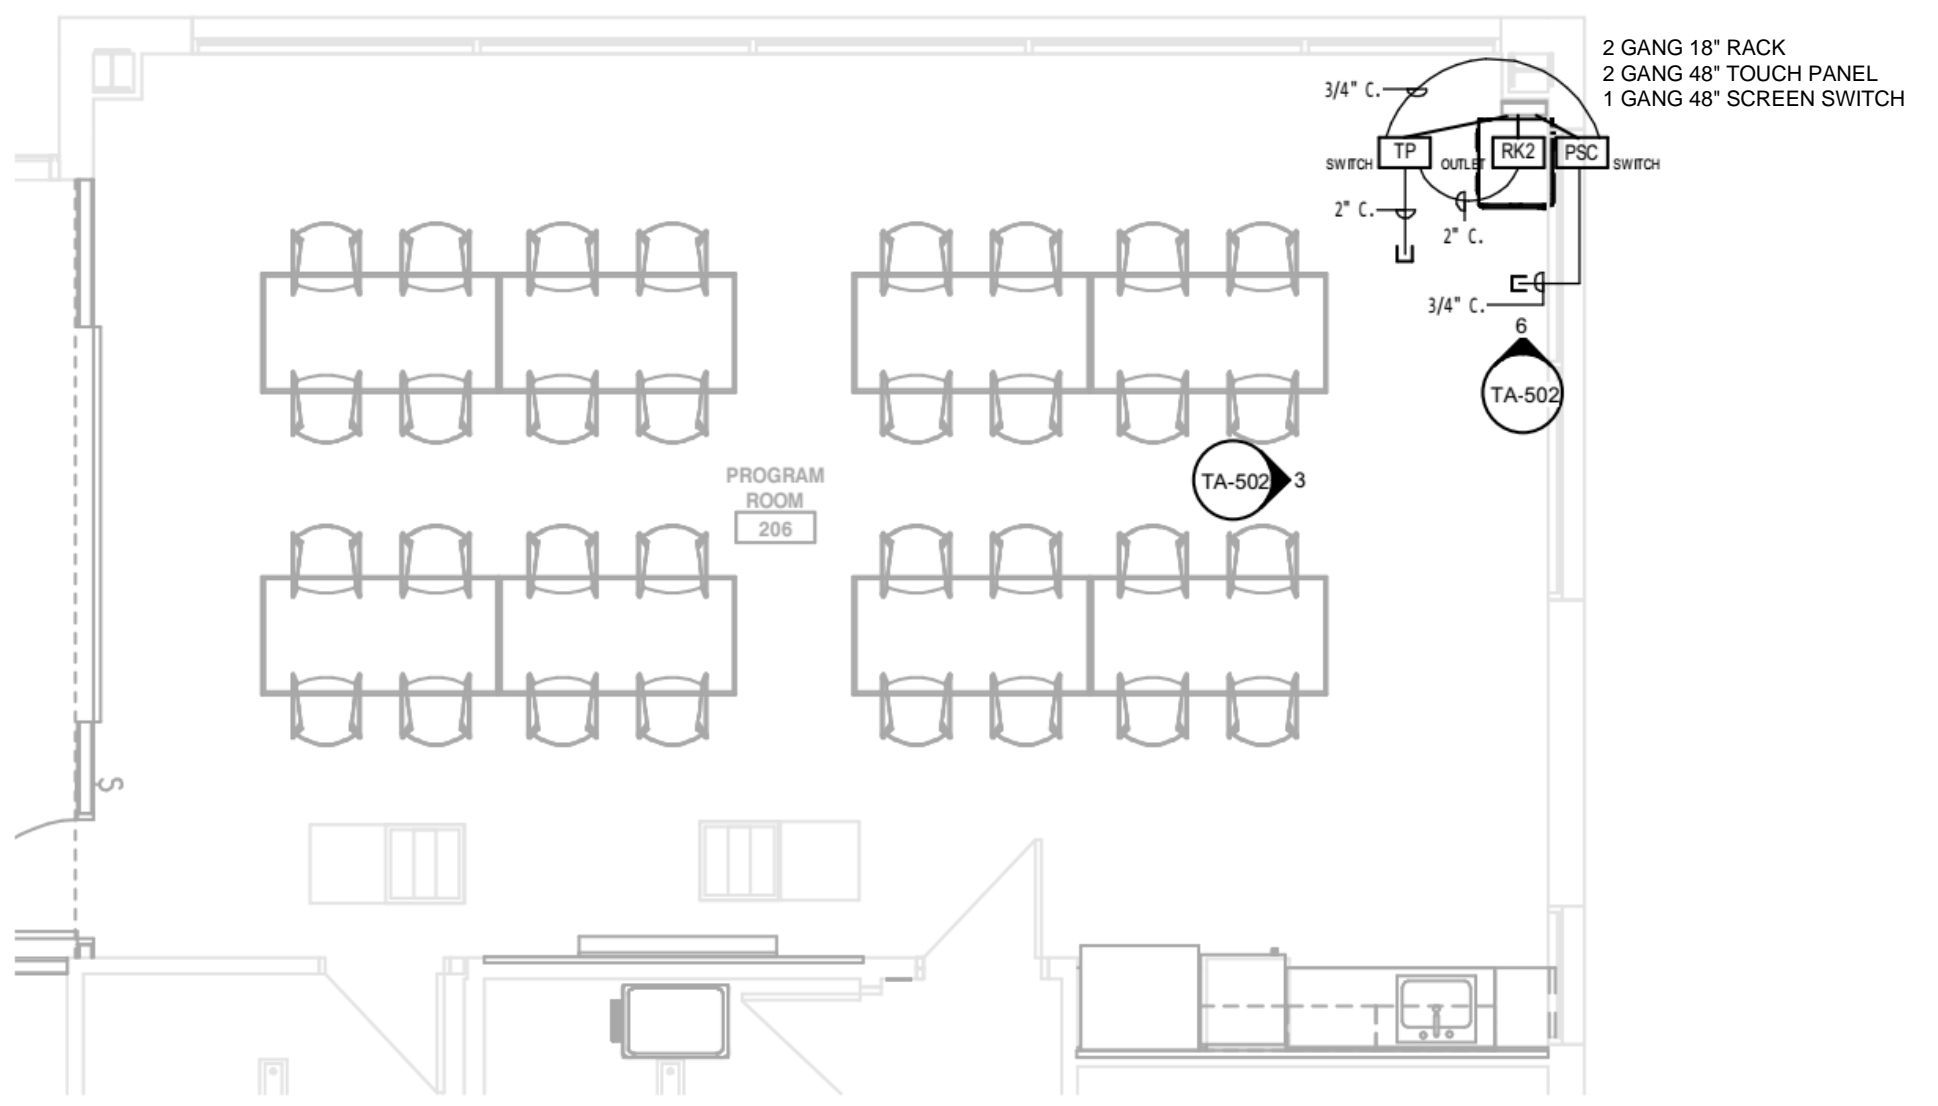 2 GANG 18" RACK
2 GANG 48" TOUCH PANEL
1 GANG 48" SCREEN SWITCH
3/4" C.
SWITCH
TP
OUTLET
RK2
PSC
SWITCH
2" C.
2" C.
3/4" C.
6
TA-502
TA-502
3
PROGRAM
ROOM
206
S